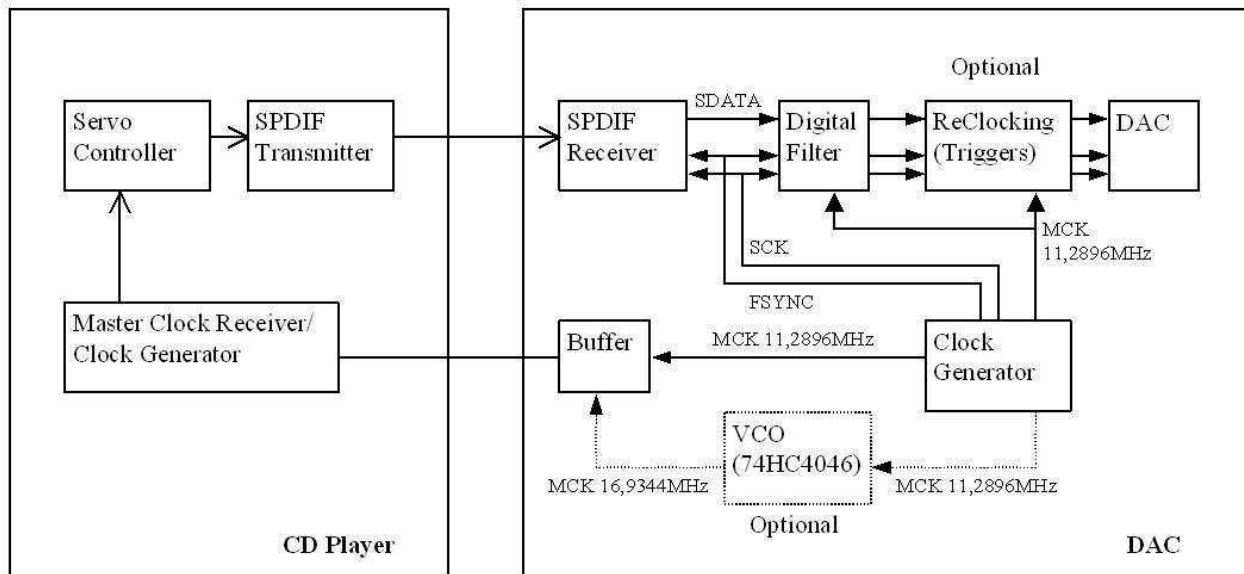 Optional
SDATA
Servo
Controller
SPDIF
Transmitter
SPDIF
Receiver
Digital
Filter
ReClocking
(Triggers)
DAC
MCK
11,2896MHz
SCK
FSYNC
Master Clock Receiver/
Clock Generator
Buffer
MCK 11,2896MHz
Clock
Generator
VCO
(74HC4046)
MCK 16,9344MHz
MCK 11,2896MHz
Optional
CD Player
DAC